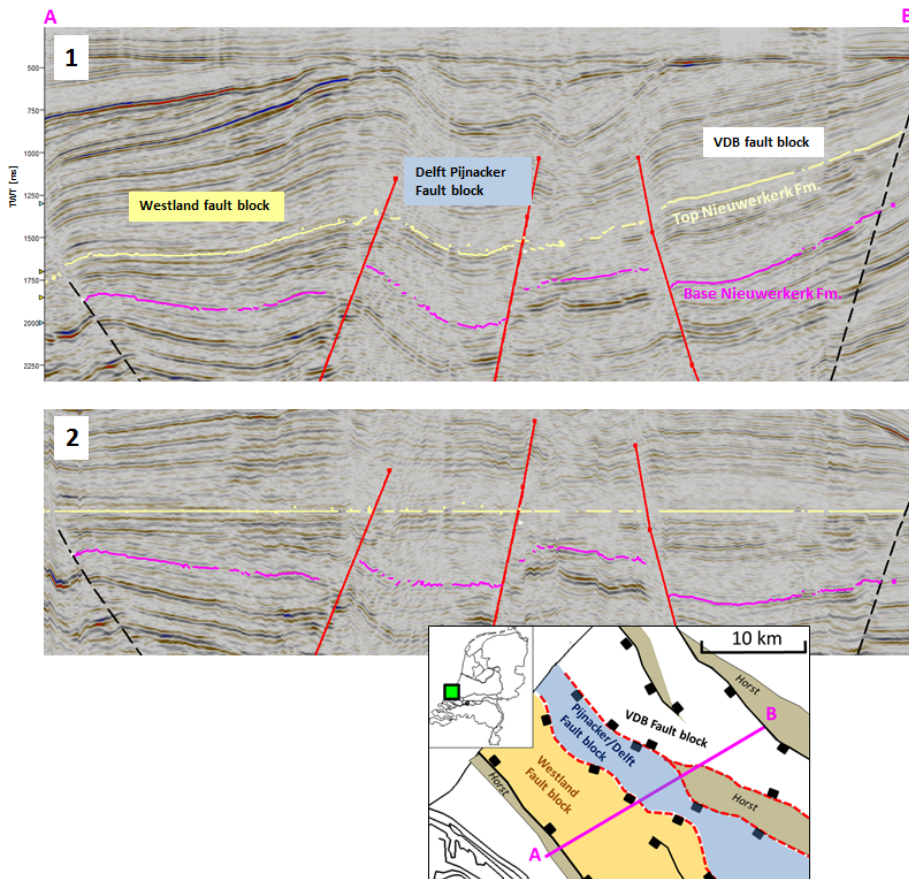 A
B
1
500
750
1000
1250
1500
1750
2000
2250
TWT [ms]
VDB fault block
Delft Pijnacker
Fault block
Westland fault block
Top Nieuwerkerk Fm.
Base Nieuwerkerk Fm.
2
10 km
Horst
B
VDB Fault block
Pijnacker/Delft
Fault block
Westland
Fault block
Horst
Horst
A